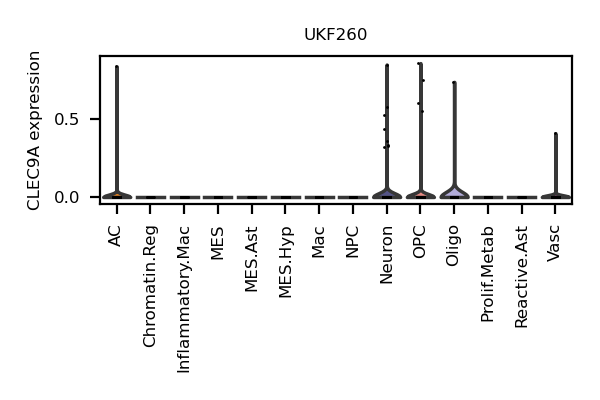 UKF260
CLEC9A expression
0.5
0.0
AC
Chromatin.Reg
Inflammatory.Mac
MES
MES.Ast
MES.Hyp
Mac
NPC
Neuron
OPC
Oligo
Prolif.Metab
Reactive.Ast
Vasc